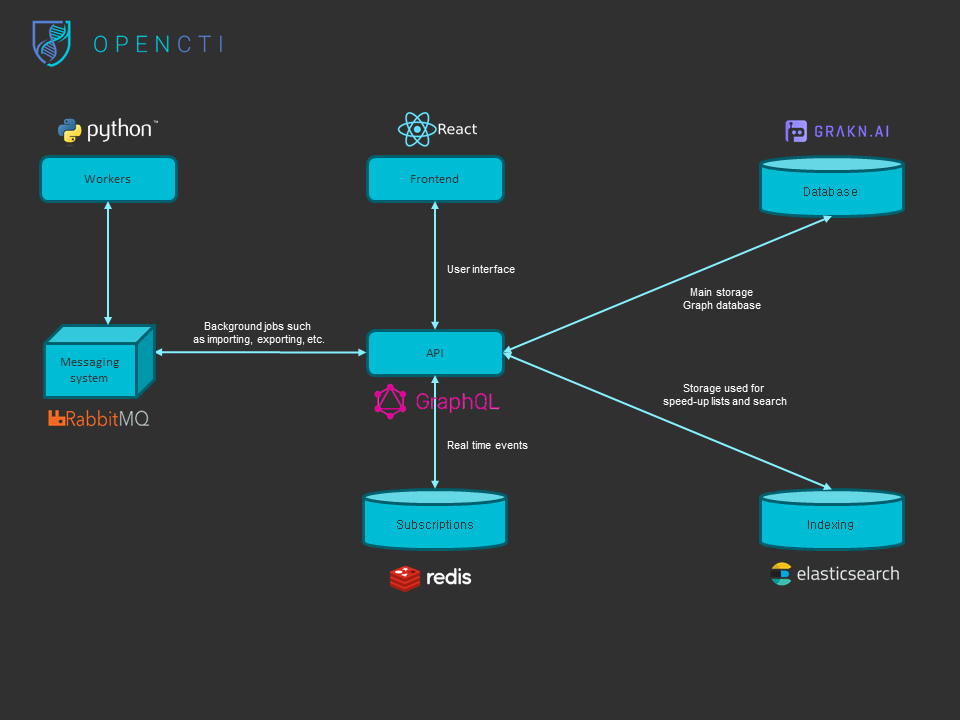 OPENCTI
python™
React
GRAKN.AI
Workers
Frontend
Database
User interface
Main storage
Graph database
Background jobs such
as importing, exporting, etc.
Messaging
system
API
RabbitMQ
GraphQL
Storage used for
speed-up lists and search
Real time events
Subscriptions
Indexing
redis
elasticsearch